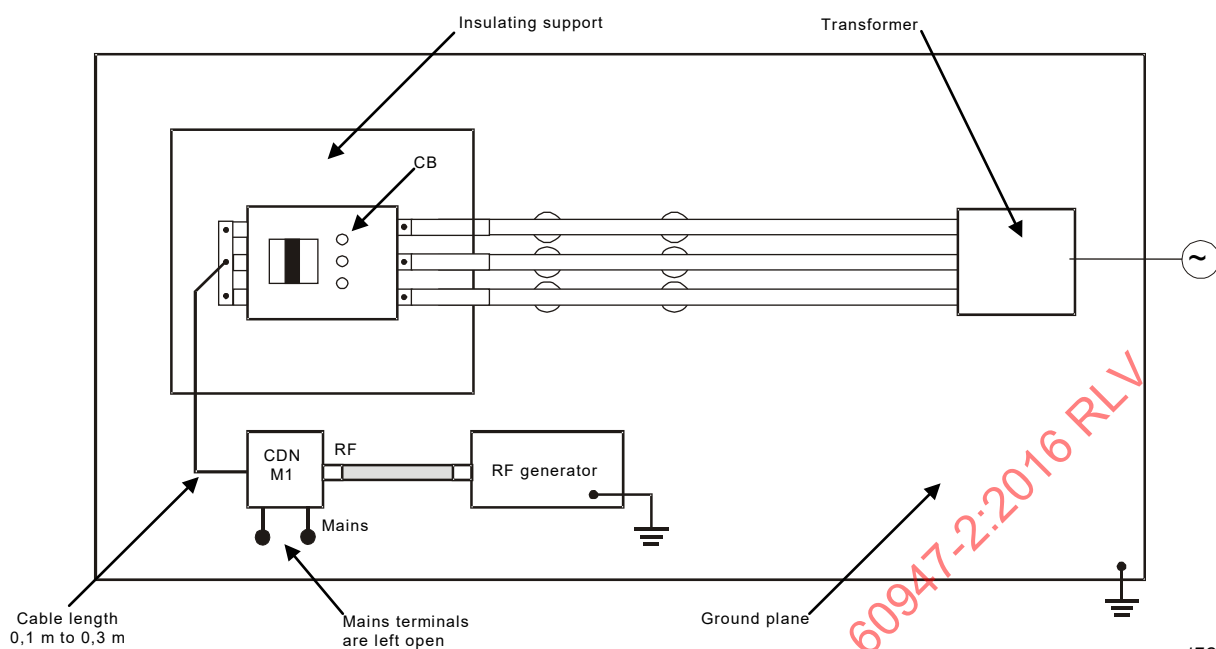 Insulating support
Transformer
CB
~
CDN
M1
RF
RF generator
Mains
Cable length
0,1 m to 0,3 m
Mains terminals
are left open
Ground plane
60947-2:2016 RLV